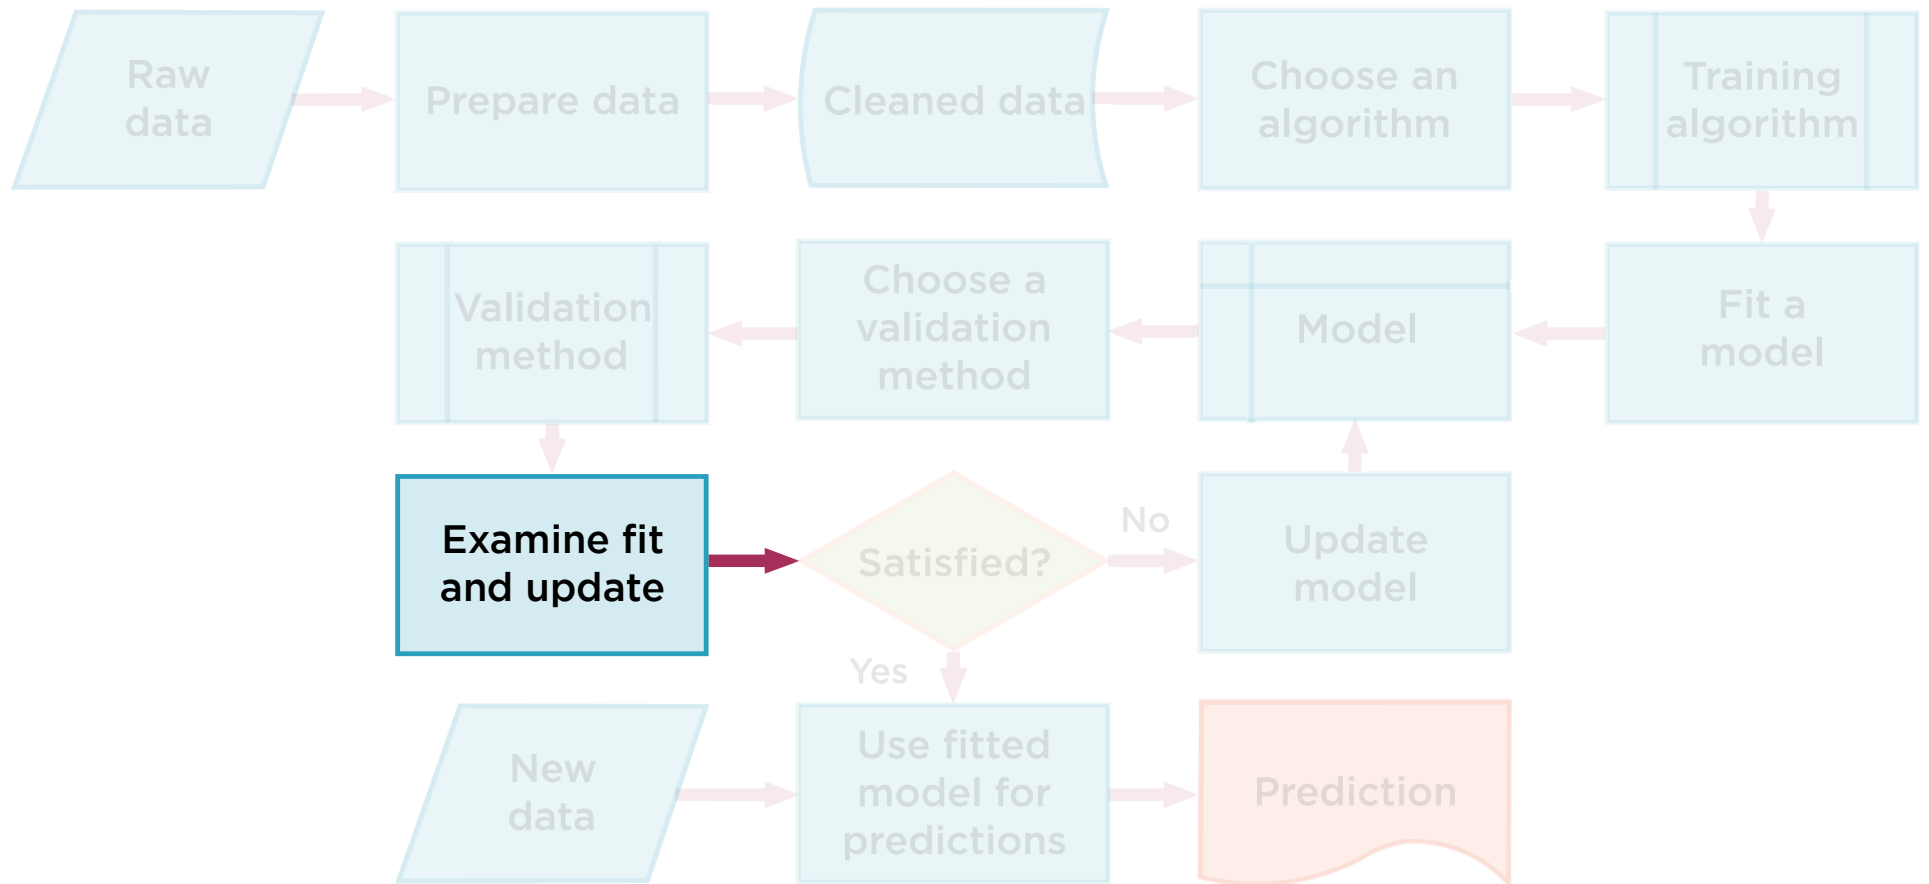 Raw
data
Prepare data
Cleaned data
Choose an
algorithm
Training
algorithm
Validation
method
Choose a
validation
method
Model
Fit a
model
Examine fit
and update
Satisfied?
No
Update
model
Yes
New
data
Use fitted
model for
predictions
Prediction